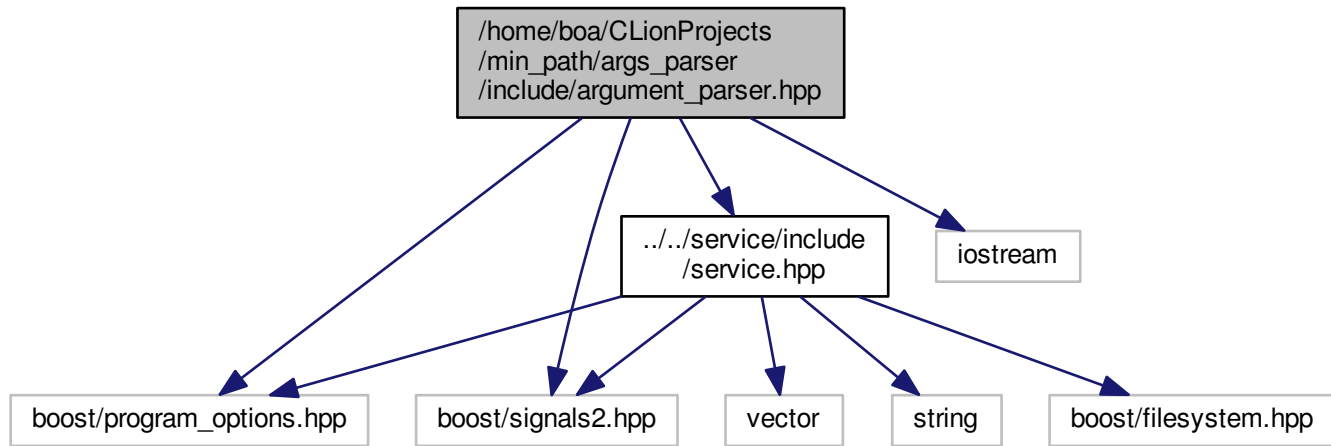 /home/boa/CLionProjects
/min_path/args_parser
/include/argument_parser.hpp
../../service/include
/service.hpp
iostream
boost/program_options.hpp
boost/signals2.hpp
vector
string
boost/filesystem.hpp